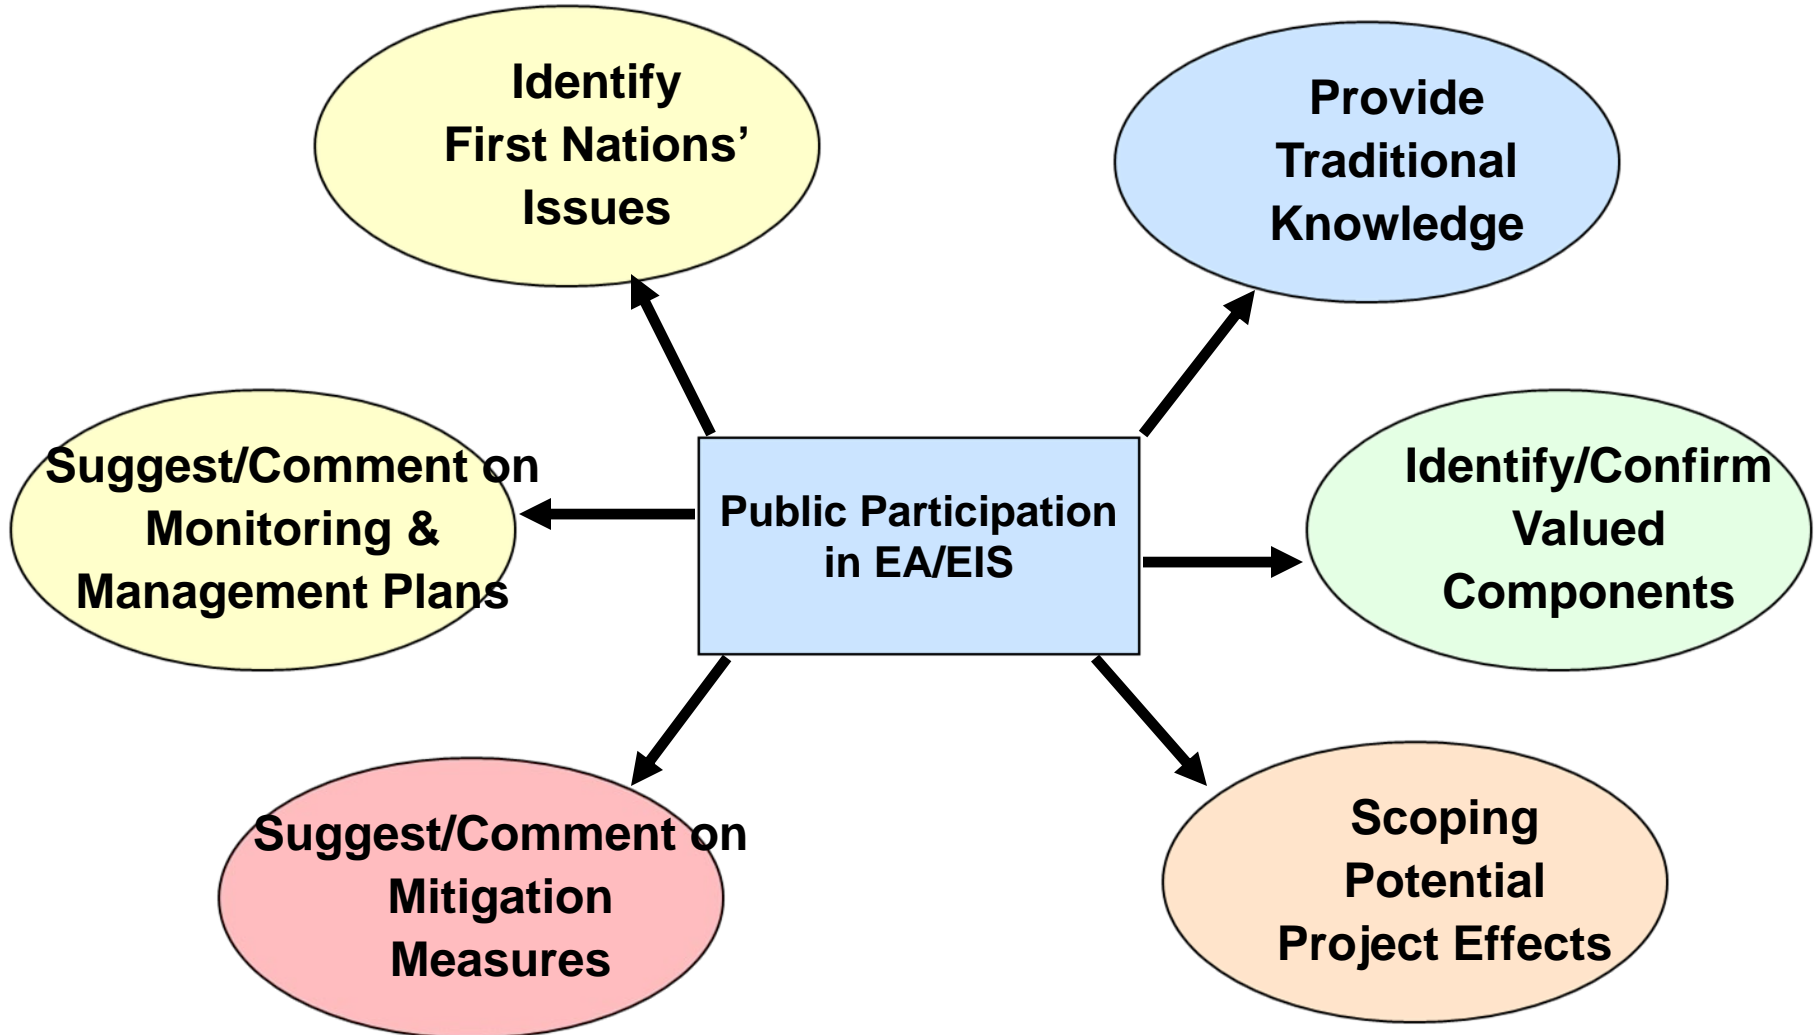 Identify
First Nations’
Issues
Provide
Traditional
Knowledge
Suggest/Comment on
Monitoring &
Management Plans
Public Participation
in EA/EIS
Identify/Confirm
Valued
Components
Suggest/Comment on
Mitigation
Measures
Scoping
Potential
Project Effects